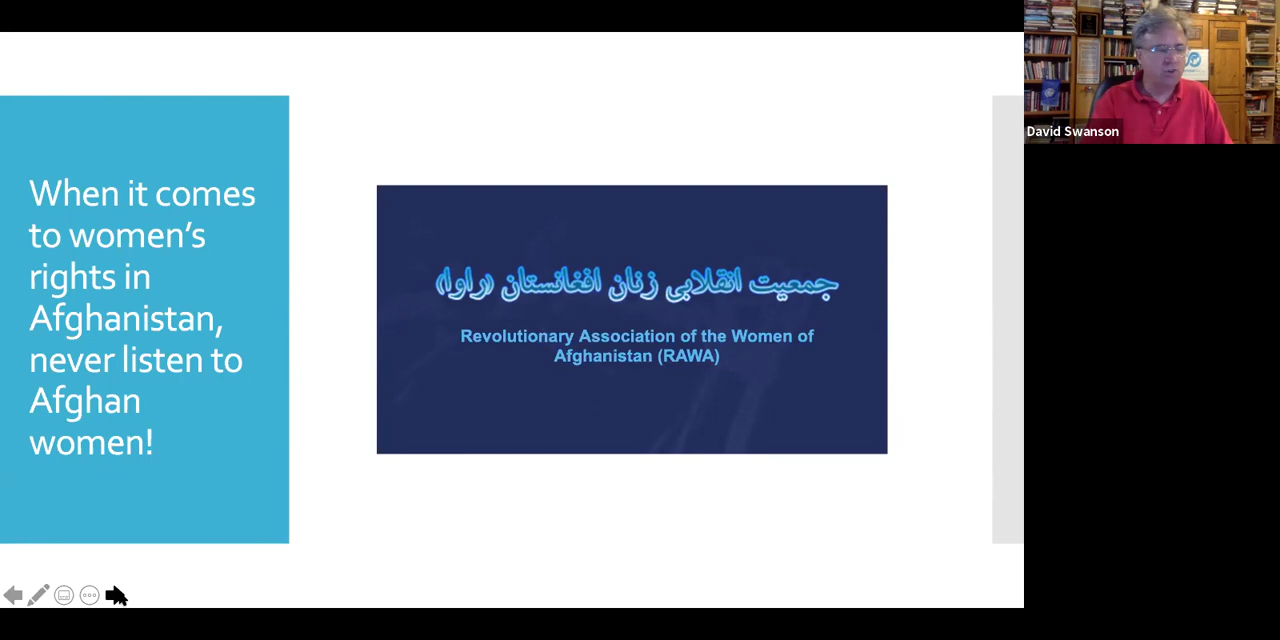 When it comes
to women's
rights in
Afghanistan,
never listen to
Afghan
women!
جمعیت انقلابی زنان افغانستان (راوا)
Revolutionary Association of the Women of
Afghanistan (RAWA)
David Swanson